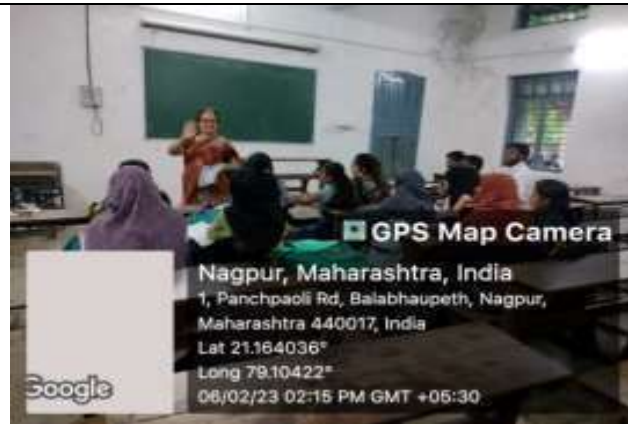 GPS Map Camera
Nagpur, Maharashtra, India
1, Panchpaoli Rd, Balabhaupeth, Nagpur,
Maharashtra 440017, India
Lat 21.164036°
Long 79.10422°
06/02/23 02:15 PM GMT +05:30
Google